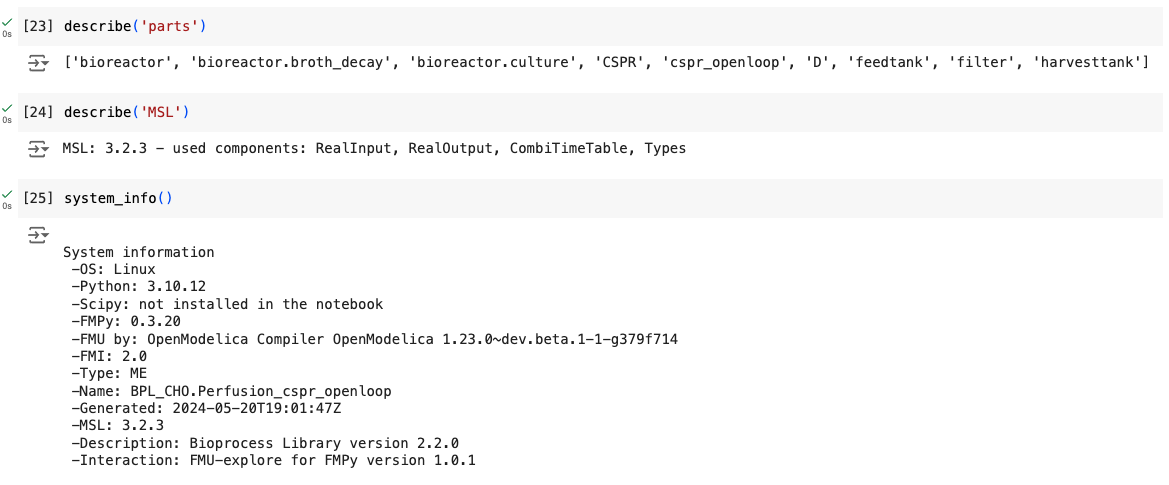 [23] describe('parts')
0s
['bioreactor', 'bioreactor.broth_decay', 'bioreactor.culture', 'CSPR', 'cspr_openloop', 'D', 'feedtank', 'filter', 'harvesttank']
[24] describe('MSL')
0s
MSL: 3.2.3 - used components: RealInput, RealOutput, CombiTimeTable, Types
[25] system_info()
0s
System information
-OS: Linux
-Python: 3.10.12
-Scipy: not installed in the notebook
-FMPy: 0.3.20
-FMU by: OpenModelica Compiler OpenModelica 1.23.0~dev.beta.1-1-g379f714
-FMI: 2.0
-Type: ME
-Name: BPL_CHO.Perfusion_cspr_openloop
-Generated: 2024-05-20T19:01:47Z
-MSL: 3.2.3
-Description: Bioprocess Library version 2.2.0
-Interaction: FMU-explore for FMPy version 1.0.1